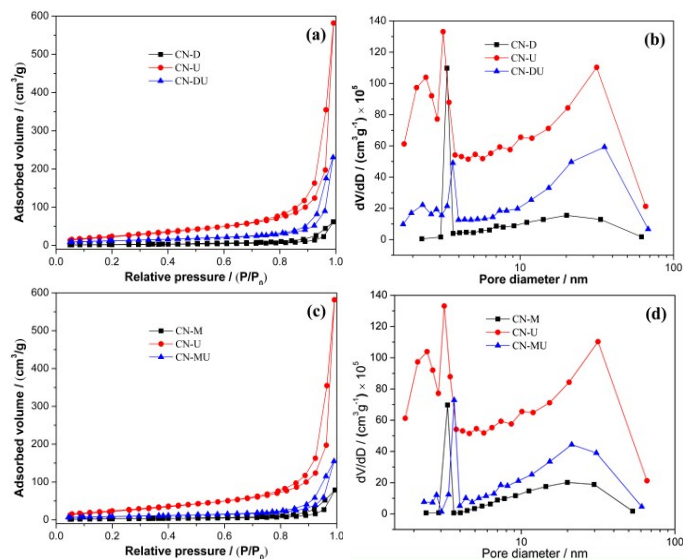 (a)
CN-D
CN-U
CN-DU
Adsorbed volume / (cm³/g)
600
500
400
300
200
100
0
0.0 0.2 0.4 0.6 0.8 1.0
Relative pressure / (P/P₀)
(b)
CN-D
CN-U
CN-DU
dV/dD / (cm³g⁻¹) × 10⁵
140
120
100
80
60
40
20
0
10 100
Pore diameter / nm
(c)
CN-M
CN-U
CN-MU
Adsorbed volume / (cm³/g)
600
500
400
300
200
100
0
0.0 0.2 0.4 0.6 0.8 1.0
Relative pressure / (P/P₀)
(d)
CN-M
CN-U
CN-MU
dV/dD / (cm³g⁻¹) × 10⁵
140
120
100
80
60
40
20
0
10 100
Pore diameter / nm